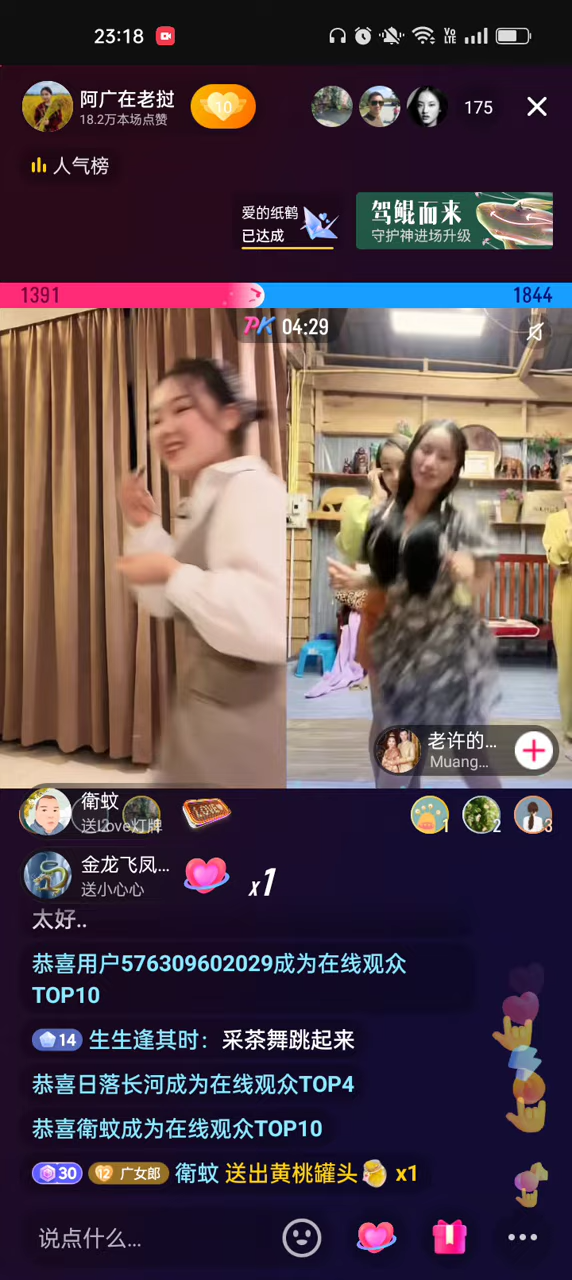 23:18
VoLTE
阿广在老挝
18.2万本场点赞
10
175
人气榜
爱的纸鹤
已达成
驾鲲而来
守护神进场升级
1391
1844
PK 04:29
老许的...
Muang...
衛蚊
送Love灯牌
LOVE
1
2
3
金龙飞凤...
送小心心
x1
太好..
恭喜用户576309602029成为在线观众
TOP10
14 生生逢其时：采茶舞跳起来
恭喜日落长河成为在线观众TOP4
恭喜衛蚊成为在线观众TOP10
30 12 广女郎 衛蚊 送出黄桃罐头 x1
说点什么...